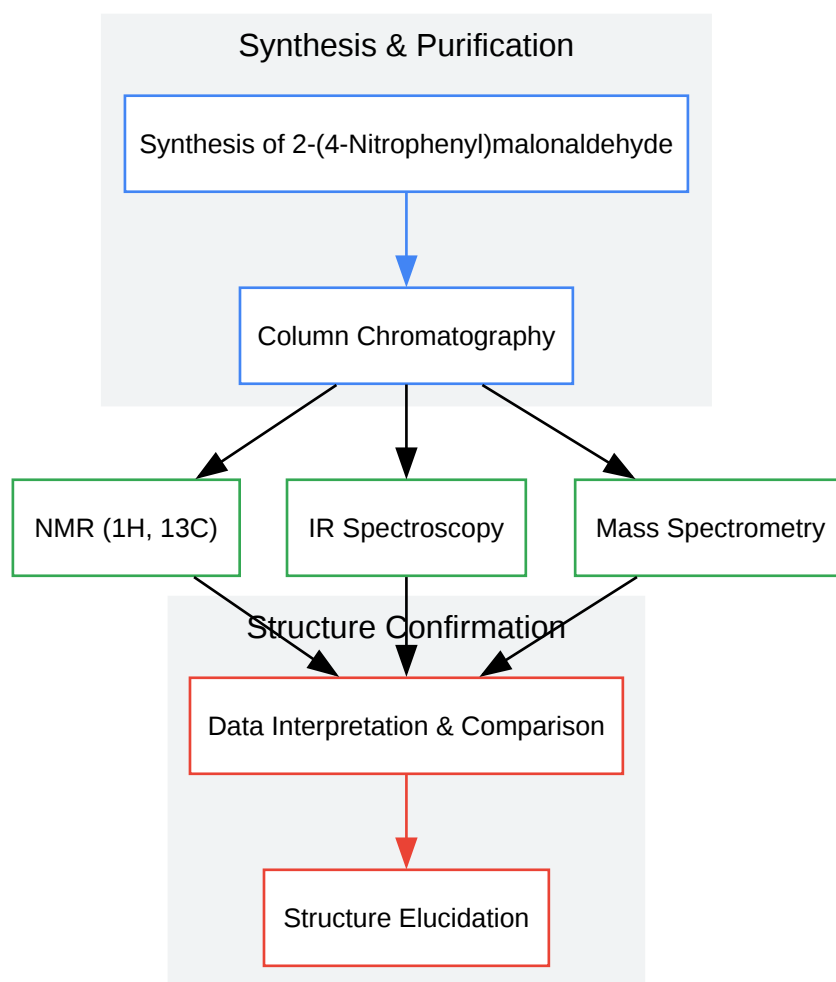 Synthesis & Purification
Synthesis of 2-(4-Nitrophenyl)malonaldehyde
Column Chromatography
NMR (1H, 13C)
IR Spectroscopy
Mass Spectrometry
Structure Confirmation
Data Interpretation & Comparison
Structure Elucidation